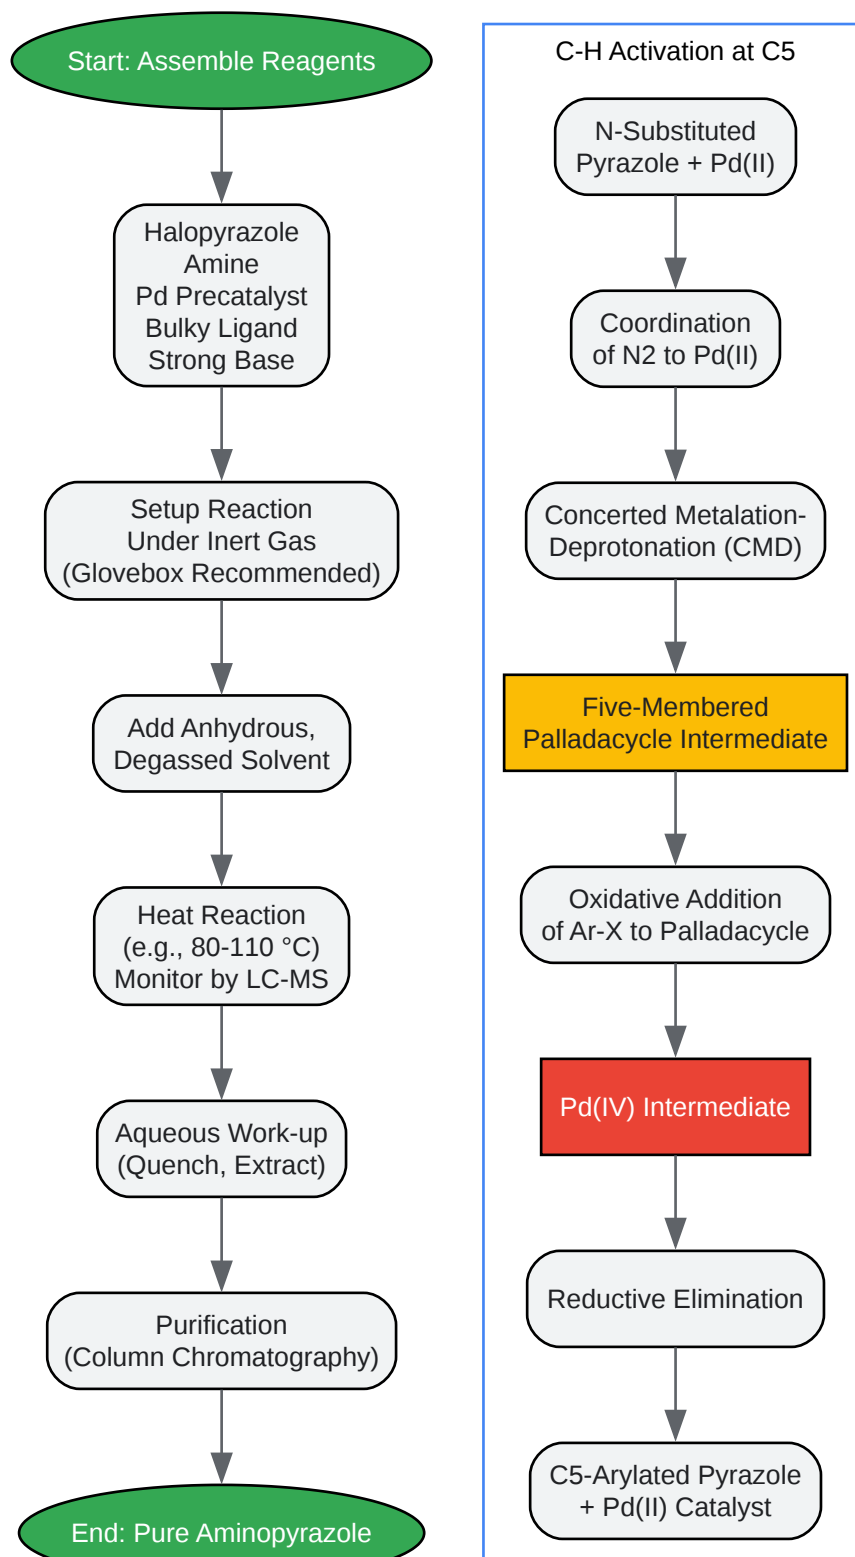 Start: Assemble Reagents
Halopyrazole
Amine
Pd Precatalyst
Bulky Ligand
Strong Base
Setup Reaction
Under Inert Gas
(Glovebox Recommended)
Add Anhydrous,
Degassed Solvent
Heat Reaction
(e.g., 80-110 °C)
Monitor by LC-MS
Aqueous Work-up
(Quench, Extract)
Purification
(Column Chromatography)
End: Pure Aminopyrazole
C-H Activation at C5
N-Substituted
Pyrazole + Pd(II)
Coordination
of N2 to Pd(II)
Concerted Metalation-
Deprotonation (CMD)
Five-Membered
Palladacycle Intermediate
Oxidative Addition
of Ar-X to Palladacycle
Pd(IV) Intermediate
Reductive Elimination
C5-Arylated Pyrazole
+ Pd(II) Catalyst